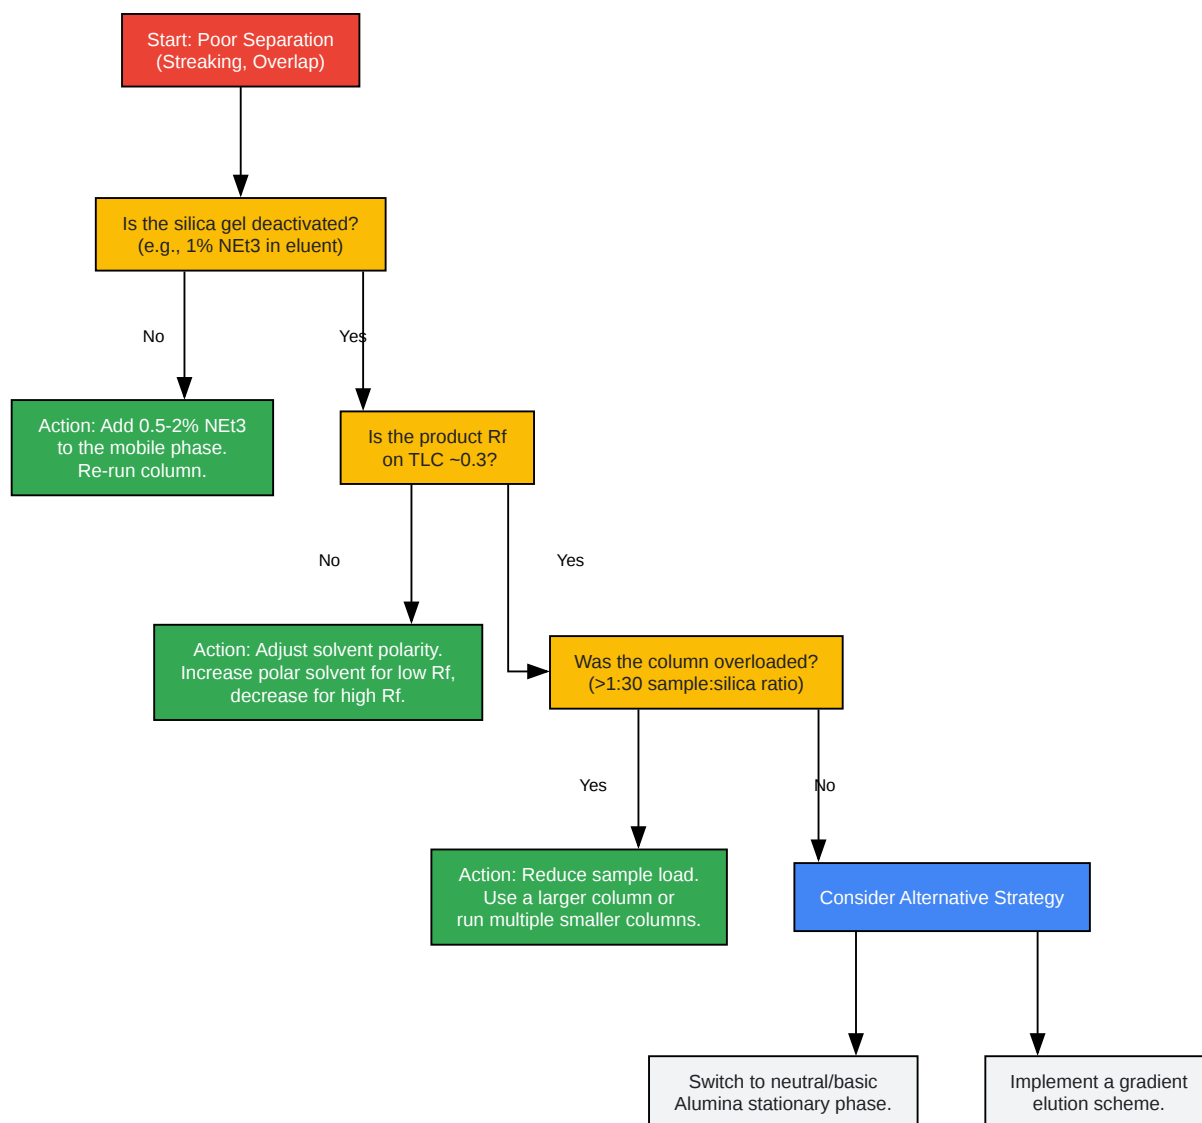 Start: Poor Separation
(Streaking, Overlap)
Is the silica gel deactivated?
(e.g., 1% NEt3 in eluent)
No
Yes
Action: Add 0.5-2% NEt3
to the mobile phase.
Re-run column.
Is the product Rf
on TLC ~0.3?
No
Yes
Action: Adjust solvent polarity.
Increase polar solvent for low Rf,
decrease for high Rf.
Was the column overloaded?
(>1:30 sample:silica ratio)
Yes
No
Action: Reduce sample load.
Use a larger column or
run multiple smaller columns.
Consider Alternative Strategy
Switch to neutral/basic
Alumina stationary phase.
Implement a gradient
elution scheme.